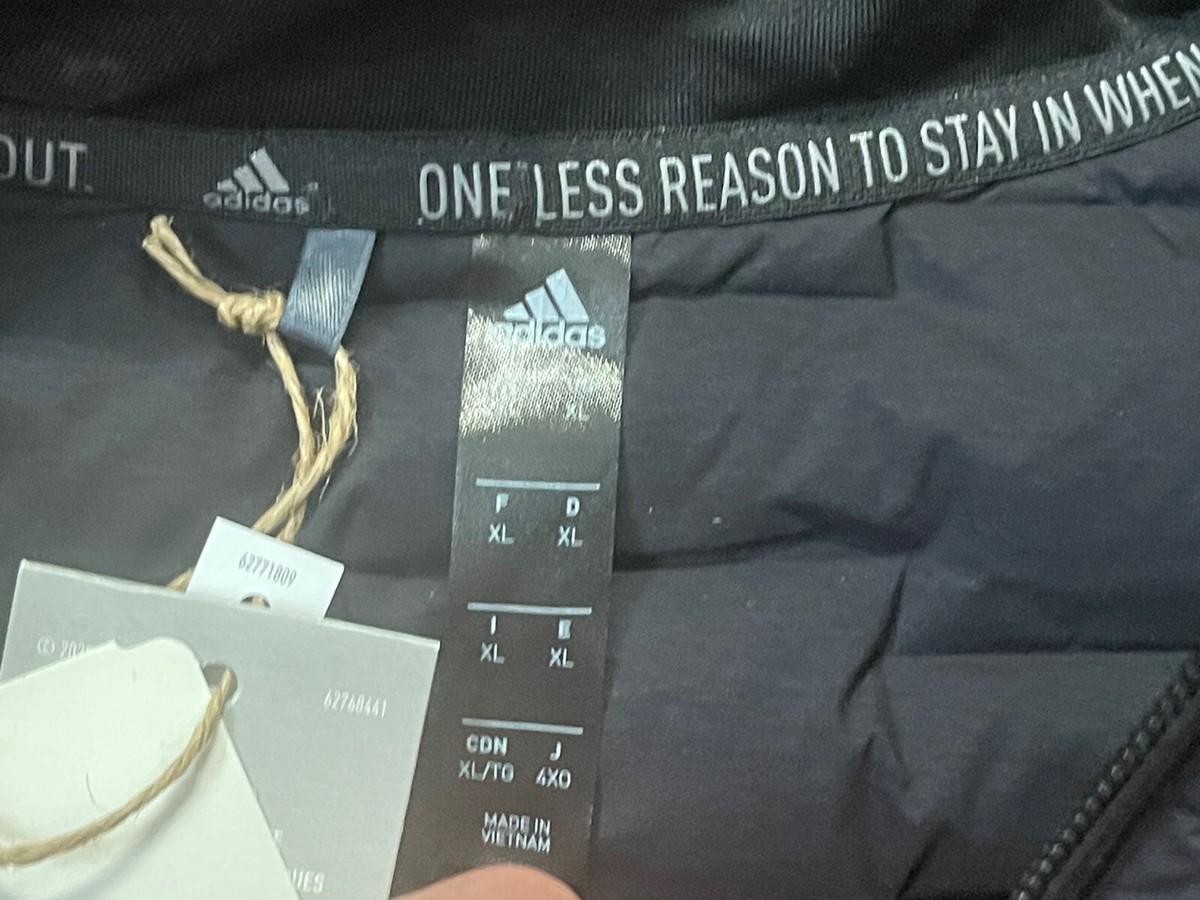 OUT.
adidas
ONE LESS REASON TO STAY IN WHEN
adidas
XL
F D
XL XL
I E
XL XL
CDN J
XL/TG 4XO
MADE IN
VIETNAM
62771809
62760441